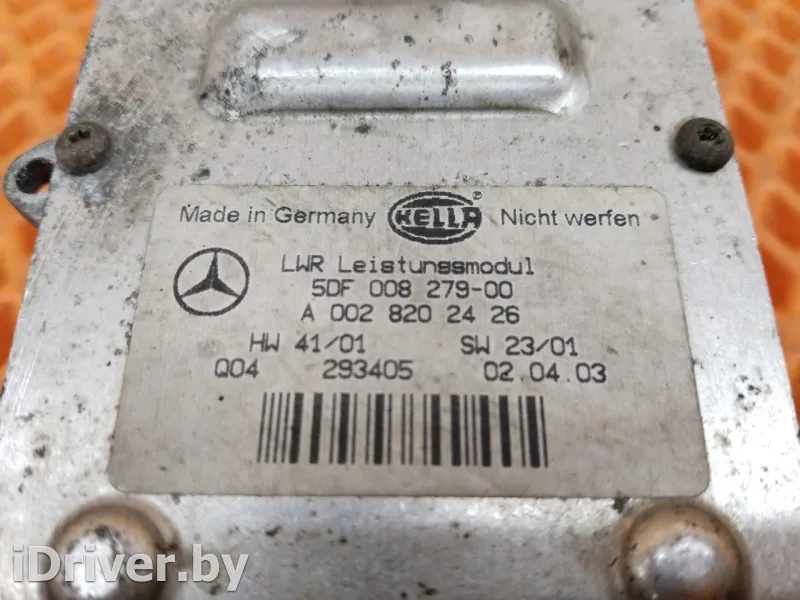 Made in Germany HELLA ® Nicht werfen
LWR Leistungsmodul
5DF 008 279-00
A 002 820 24 26
HW 41/01 SW 23/01
Q04 293405 02.04.03
iDriver.by